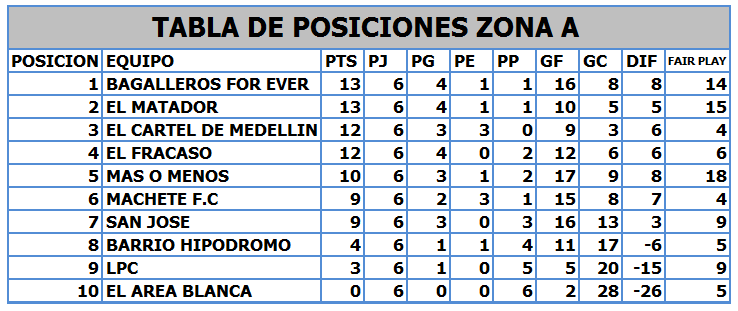 TABLA DE POSICIONES ZONA A
POSICION EQUIPO PTS PJ PG PE PP GF GC DIF FAIR PLAY
1 BAGALLEROS FOR EVER 13 6 4 1 1 16 8 8 14
2 EL MATADOR 13 6 4 1 1 10 5 5 15
3 EL CARTEL DE MEDELLIN 12 6 3 3 0 9 3 6 4
4 EL FRACASO 12 6 4 0 2 12 6 6 6
5 MAS O MENOS 10 6 3 1 2 17 9 8 18
6 MACHETE F.C 9 6 2 3 1 15 8 7 4
7 SAN JOSE 9 6 3 0 3 16 13 3 9
8 BARRIO HIPODROMO 4 6 1 1 4 11 17 -6 5
9 LPC 3 6 1 0 5 5 20 -15 9
10 EL AREA BLANCA 0 6 0 0 6 2 28 -26 5